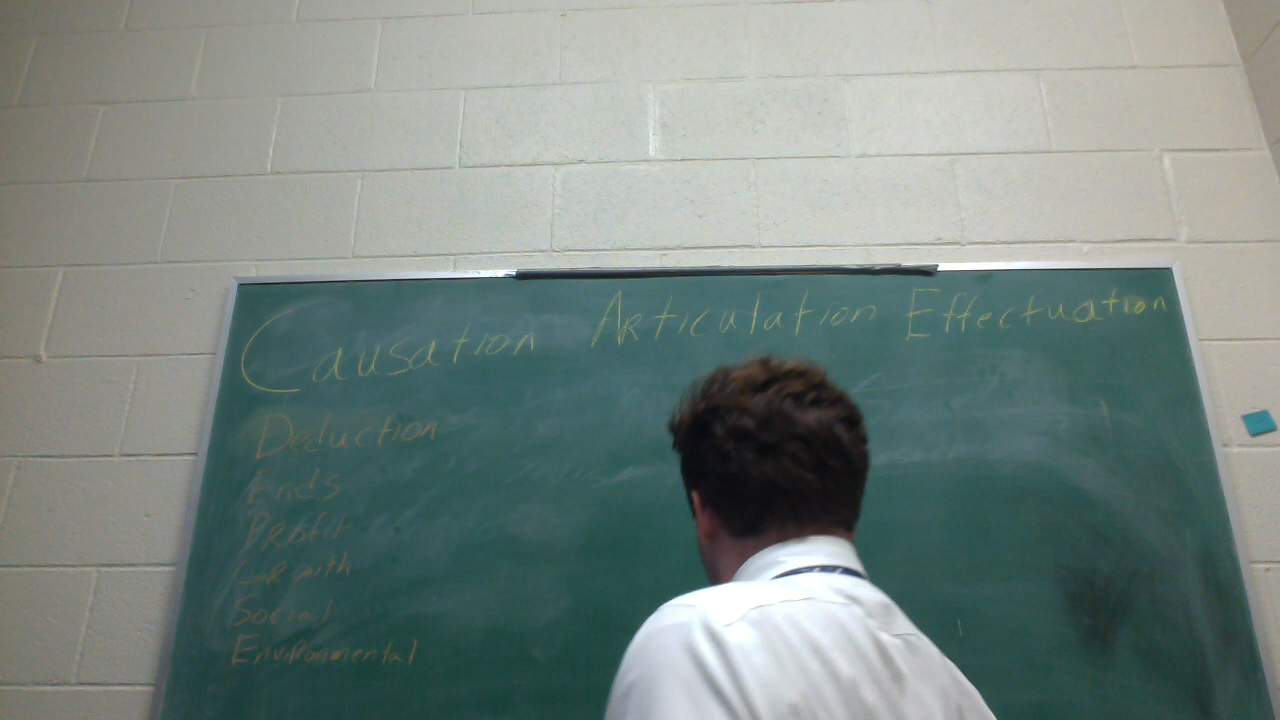 Causation Articulation Effectuation
Deduction
Ends
Profit
Growth
Social
Environmental